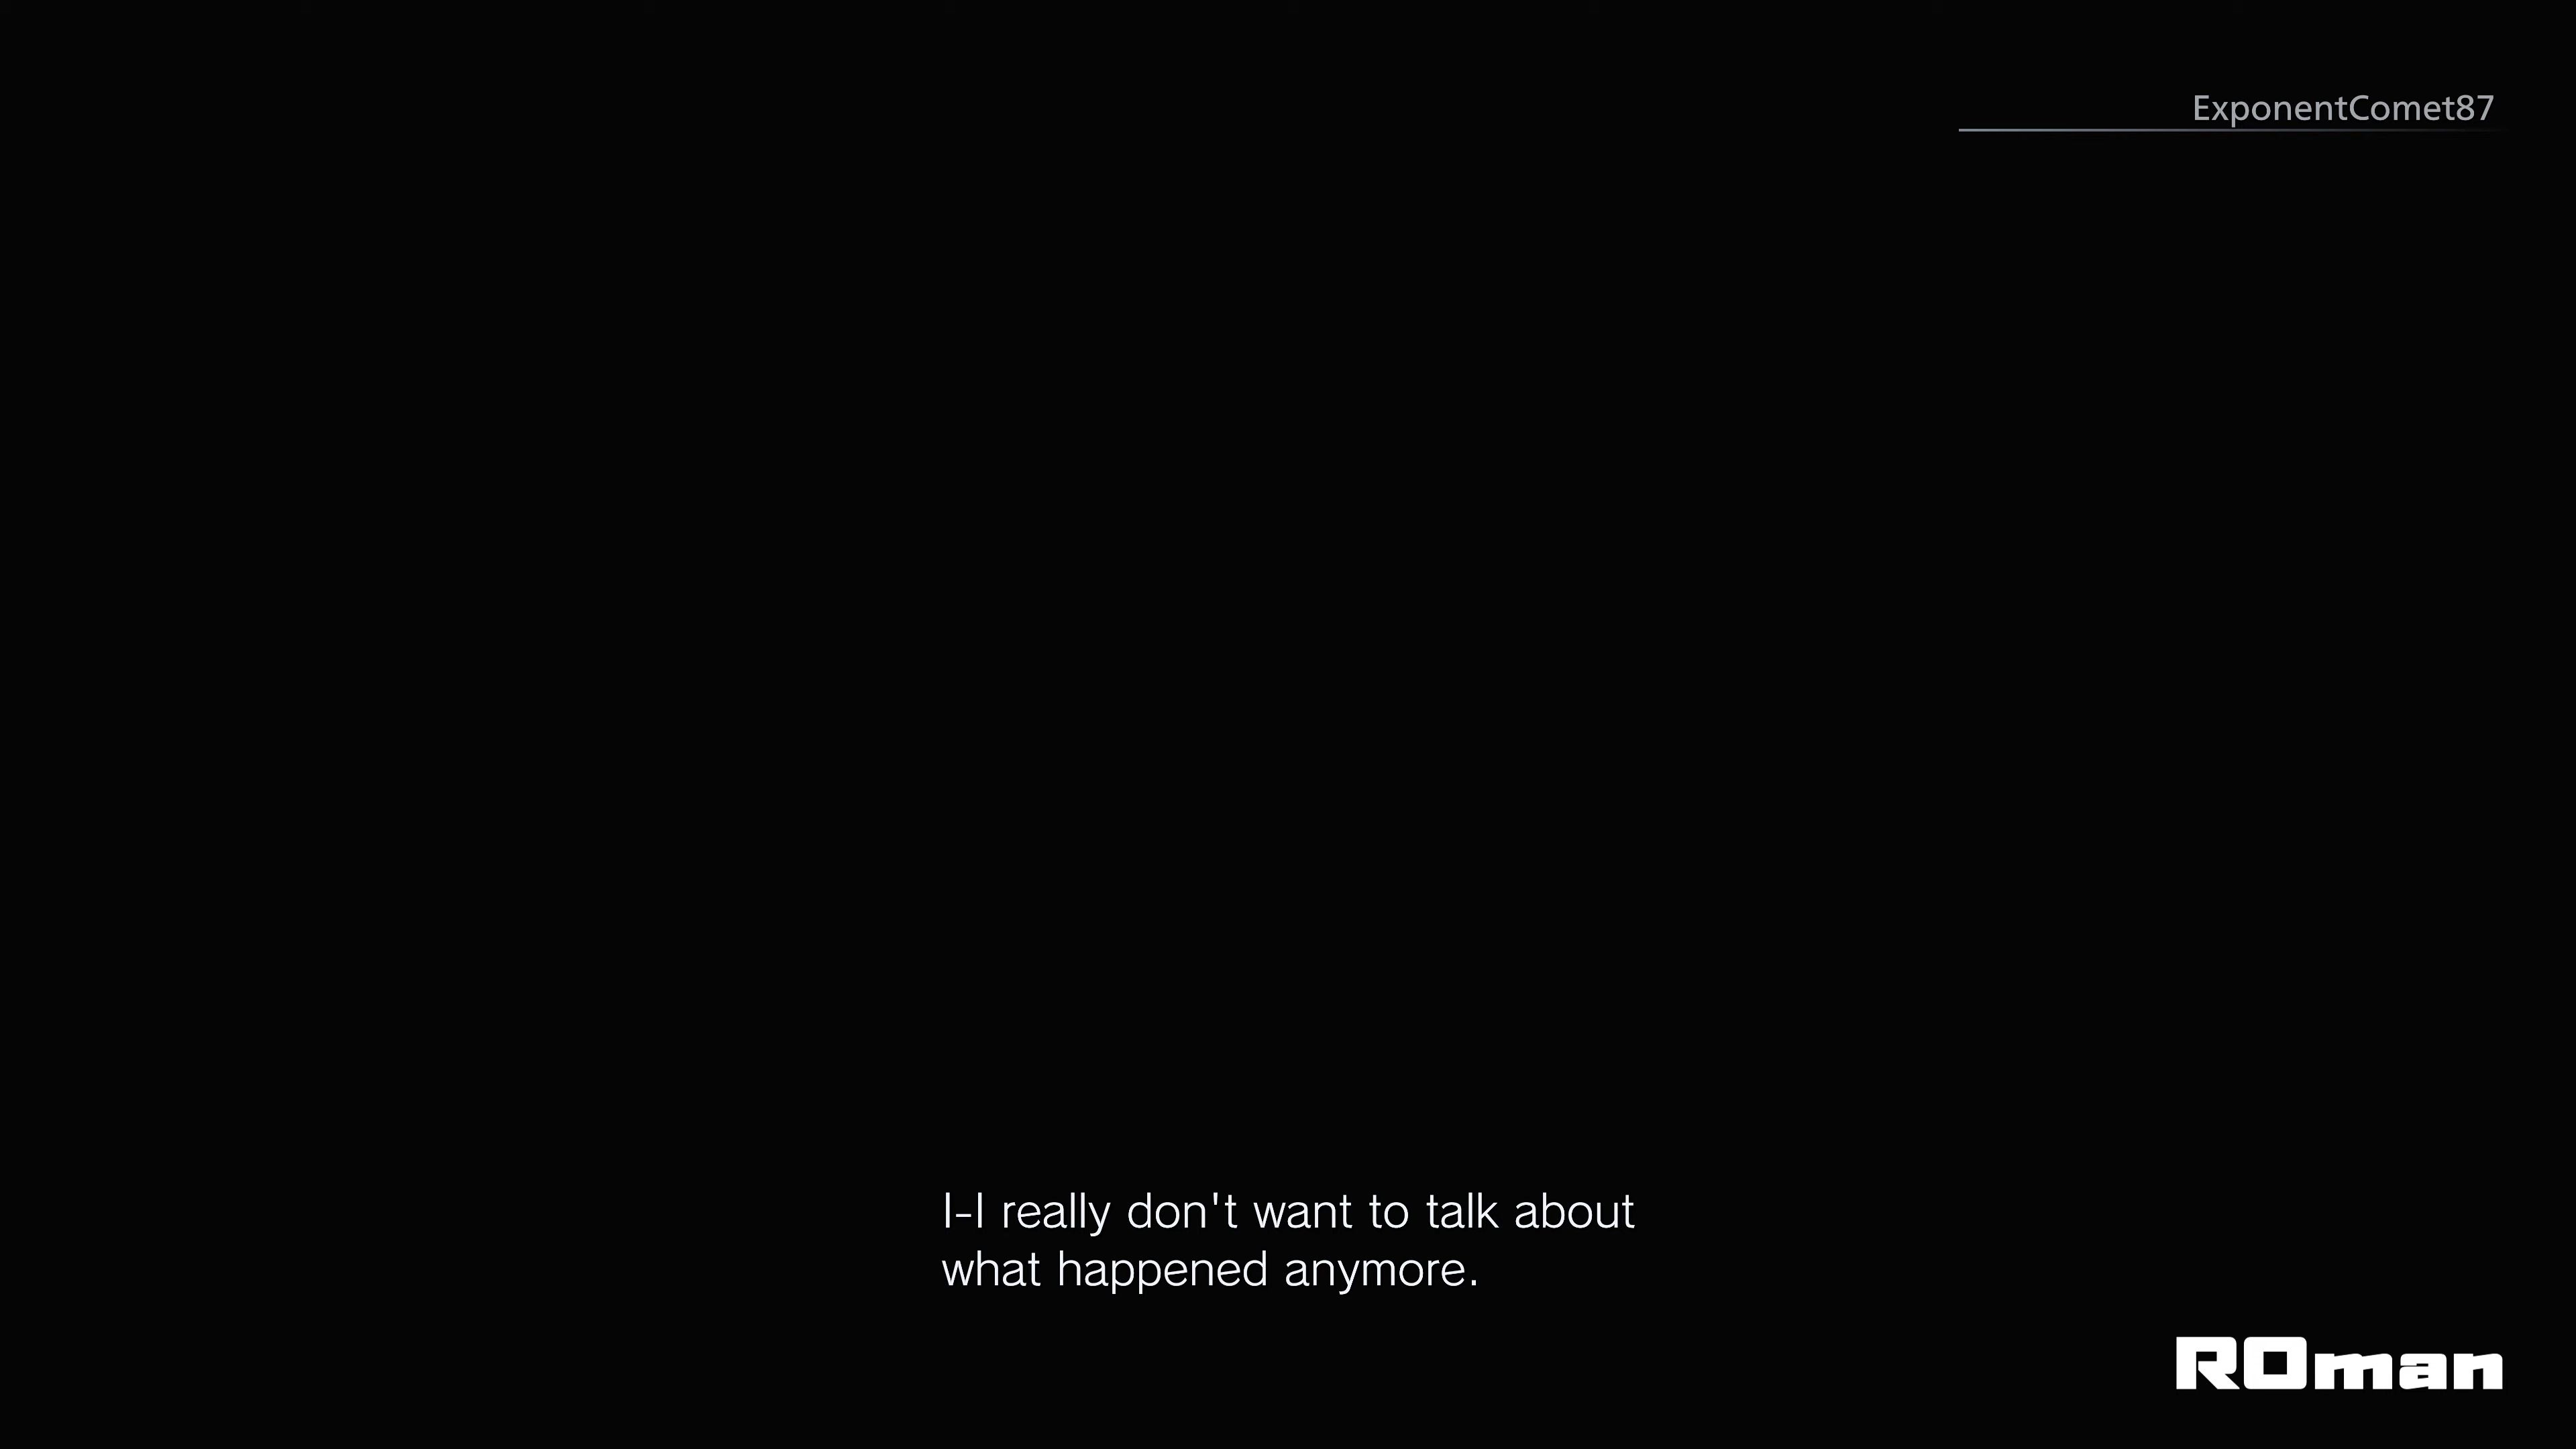 ExponentComet87
I-I really don't want to talk about
what happened anymore.
ROman